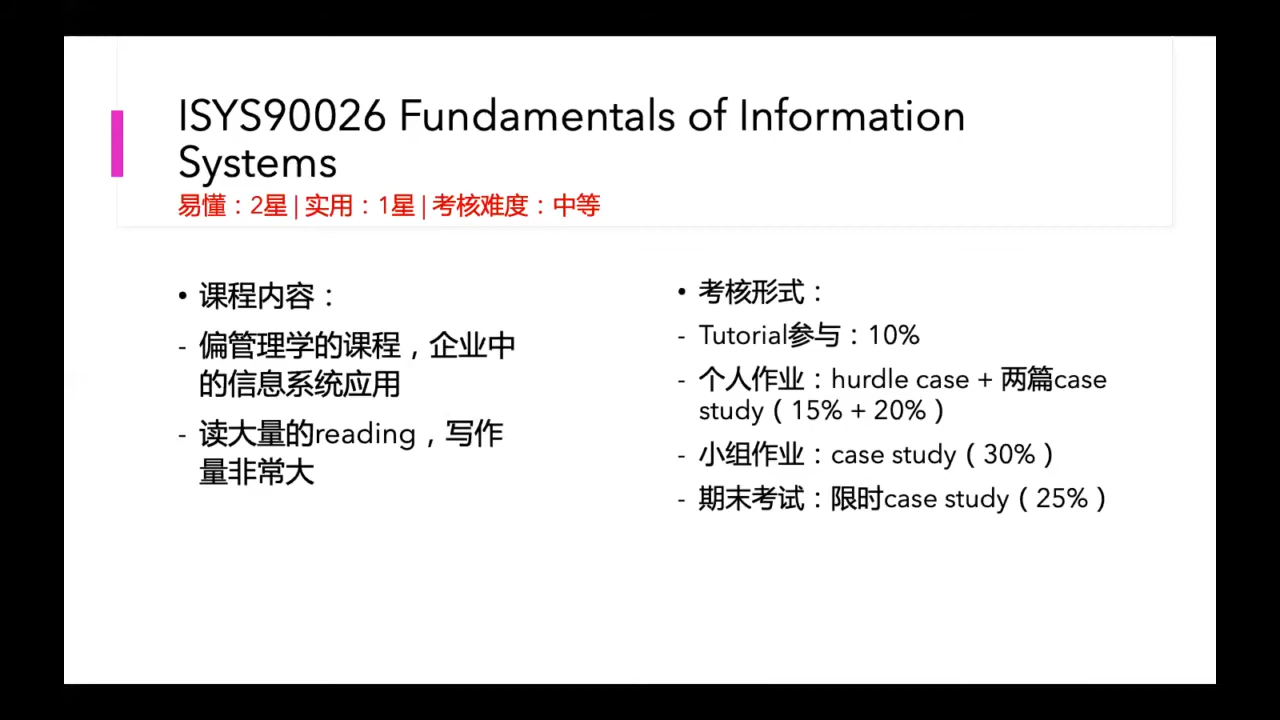 ISYS90026 Fundamentals of Information
Systems
易懂：2星 | 实用：1星 | 考核难度：中等
• 课程内容：
- 偏管理学的课程，企业中
的信息系统应用
- 读大量的reading，写作
量非常大
• 考核形式：
- Tutorial参与：10%
- 个人作业：hurdle case + 两篇case
study（15% + 20%）
- 小组作业：case study（30%）
- 期末考试：限时case study（25%）